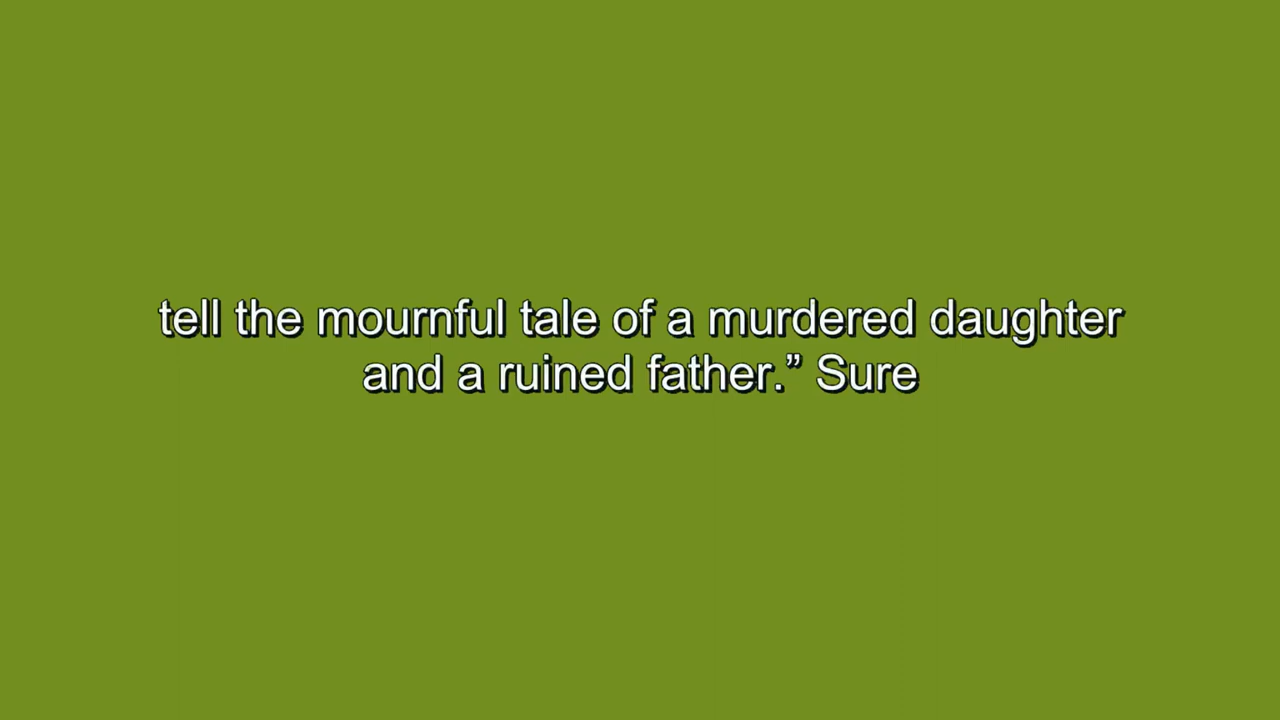 tell the mournful tale of a murdered daughter
and a ruined father.” Sure